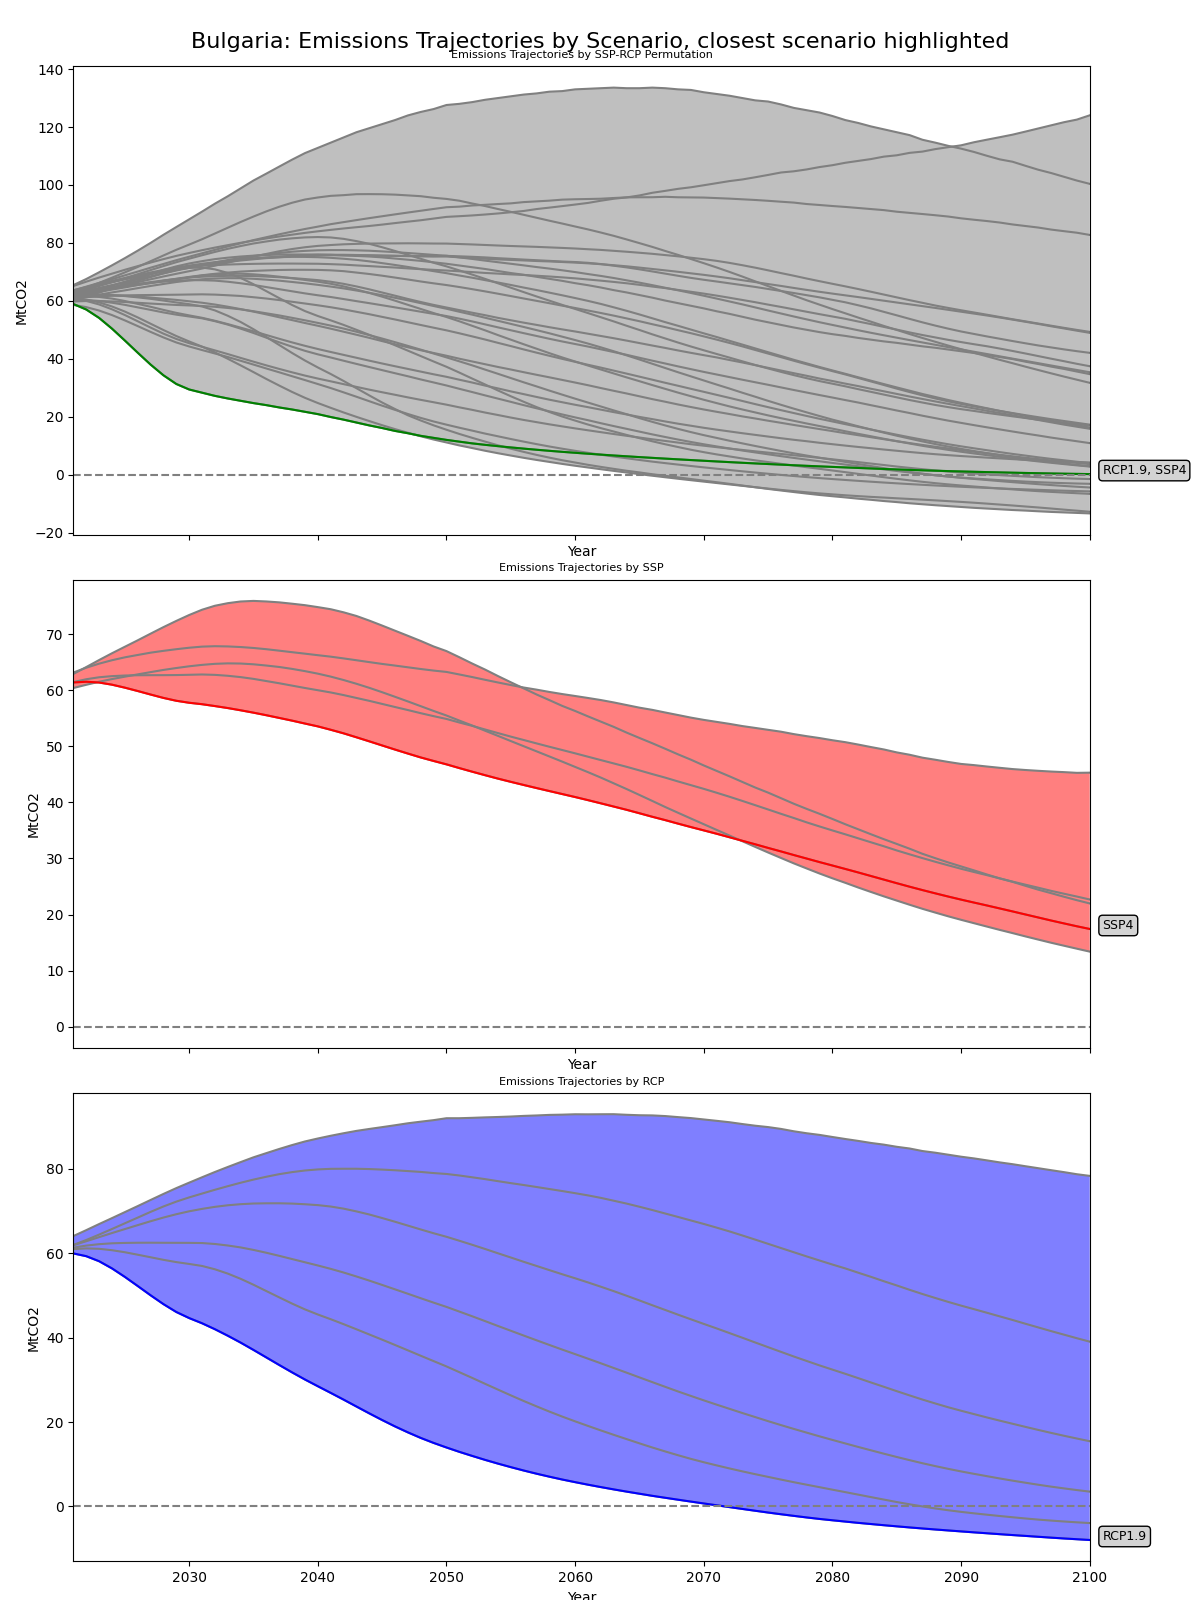 Bulgaria: Emissions Trajectories by Scenario, closest scenario highlighted
Emissions Trajectories by SSP-RCP Permutation
140
120
100
80
60
40
20
0
−20
MtCO2
RCP1.9, SSP4
Year
Emissions Trajectories by SSP
70
60
50
40
30
20
10
0
MtCO2
SSP4
Year
Emissions Trajectories by RCP
80
60
40
20
0
MtCO2
RCP1.9
2030 2040 2050 2060 2070 2080 2090 2100
Year